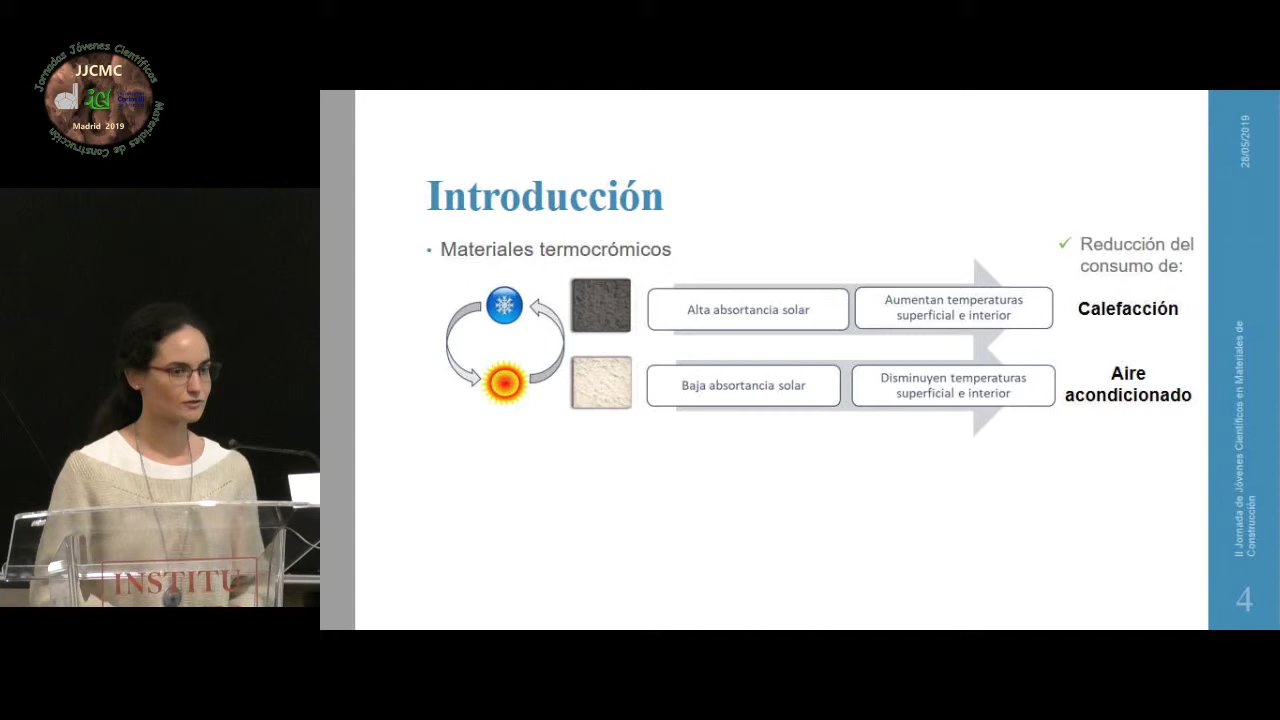 Jornadas Jóvenes Científicos
JJCMC
Madrid 2019
Materiales de Construcción
Introducción
• Materiales termocrómicos
✓ Reducción del
consumo de:
Alta absortancia solar
Aumentan temperaturas
superficial e interior
Calefacción
Baja absortancia solar
Disminuyen temperaturas
superficial e interior
Aire
acondicionado
28/05/2019
II Jornada de Jóvenes Científicos en Materiales de
Construcción
4
INSTITU